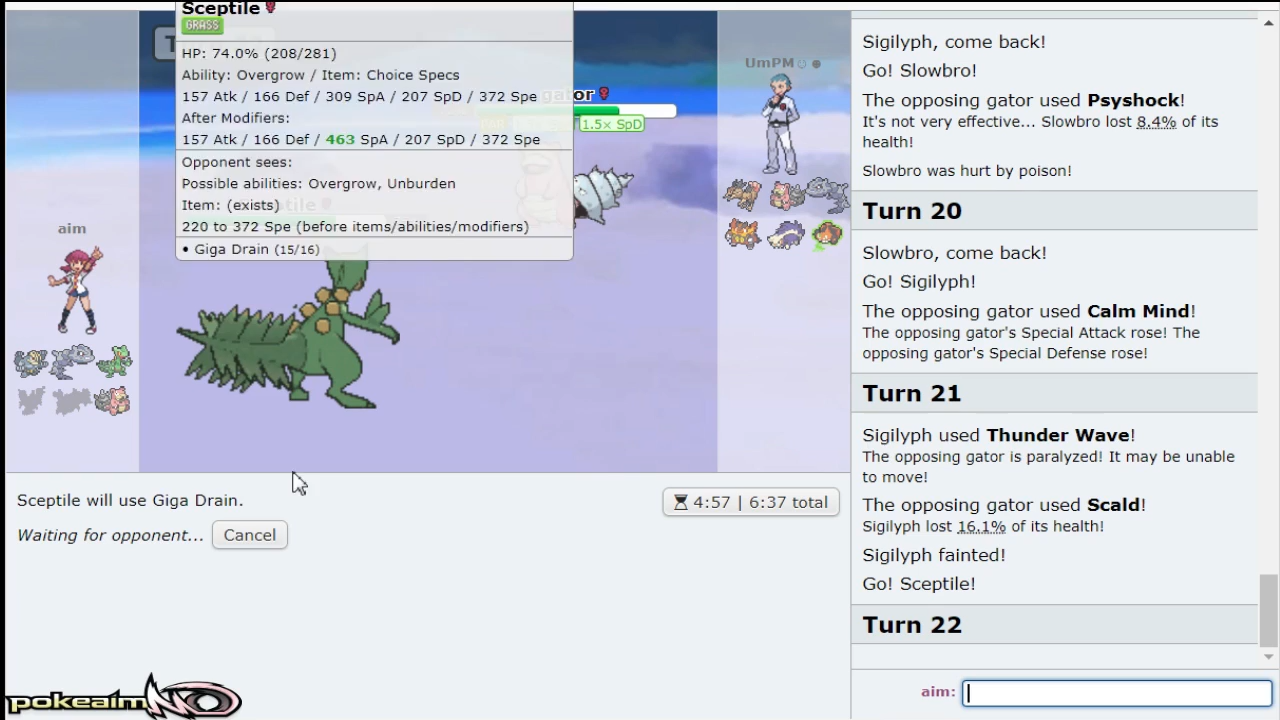 Sceptile
GRASS
HP: 74.0% (208/281)
Ability: Overgrow / Item: Choice Specs
157 Atk / 166 Def / 309 SpA / 207 SpD / 372 Spe
After Modifiers:
157 Atk / 166 Def / 463 SpA / 207 SpD / 372 Spe
Opponent sees:
Possible abilities: Overgrow, Unburden
Item: (exists)
220 to 372 Spe (before items/abilities/modifiers)
• Giga Drain (15/16)
gator
1.5× SpD
UmPM
aim
Sceptile will use Giga Drain.
Waiting for opponent... Cancel
4:57 | 6:37 total
pokeaimMD
Sigilyph, come back!
Go! Slowbro!
The opposing gator used Psyshock!
It's not very effective... Slowbro lost 8.4% of its
health!
Slowbro was hurt by poison!
Turn 20
Slowbro, come back!
Go! Sigilyph!
The opposing gator used Calm Mind!
The opposing gator's Special Attack rose! The
opposing gator's Special Defense rose!
Turn 21
Sigilyph used Thunder Wave!
The opposing gator is paralyzed! It may be unable
to move!
The opposing gator used Scald!
Sigilyph lost 16.1% of its health!
Sigilyph fainted!
Go! Sceptile!
Turn 22
aim: